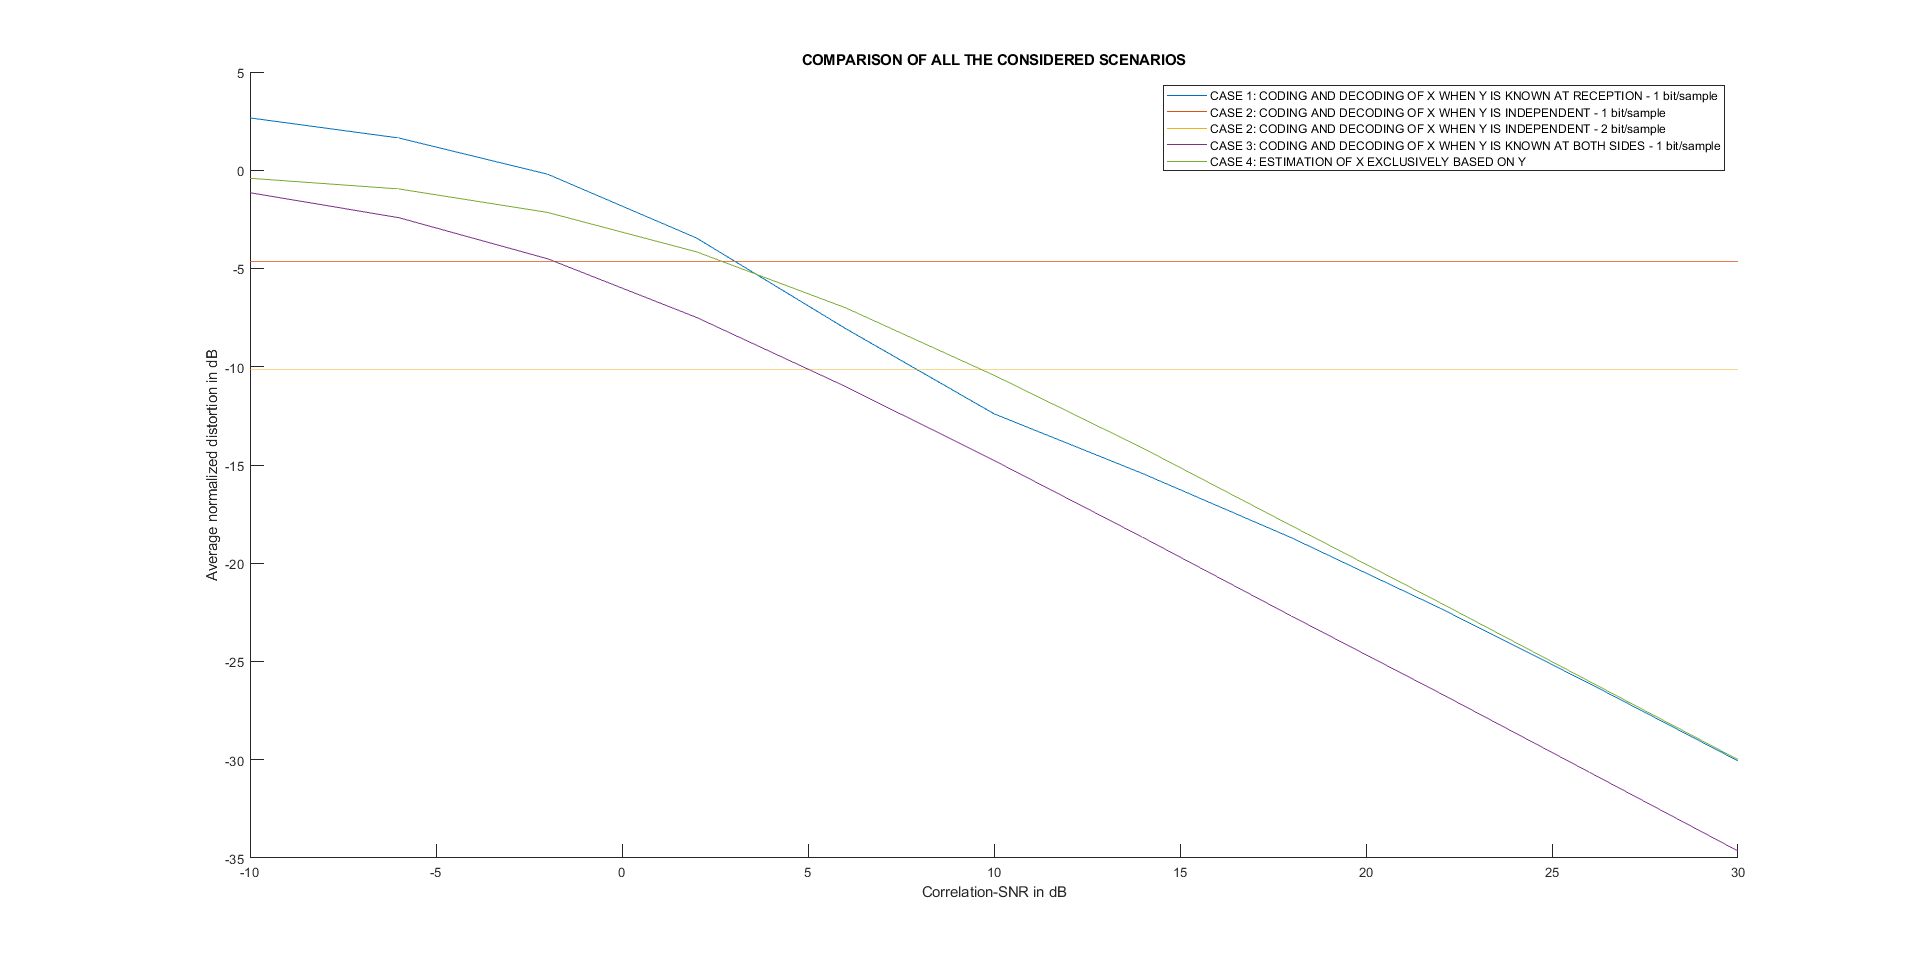 COMPARISON OF ALL THE CONSIDERED SCENARIOS
CASE 1: CODING AND DECODING OF X WHEN Y IS KNOWN AT RECEPTION - 1 bit/sample
CASE 2: CODING AND DECODING OF X WHEN Y IS INDEPENDENT - 1 bit/sample
CASE 2: CODING AND DECODING OF X WHEN Y IS INDEPENDENT - 2 bit/sample
CASE 3: CODING AND DECODING OF X WHEN Y IS KNOWN AT BOTH SIDES - 1 bit/sample
CASE 4: ESTIMATION OF X EXCLUSIVELY BASED ON Y
Average normalized distortion in dB
5
0
-5
-10
-15
-20
-25
-30
-35
-10 -5 0 5 10 15 20 25 30
Correlation-SNR in dB